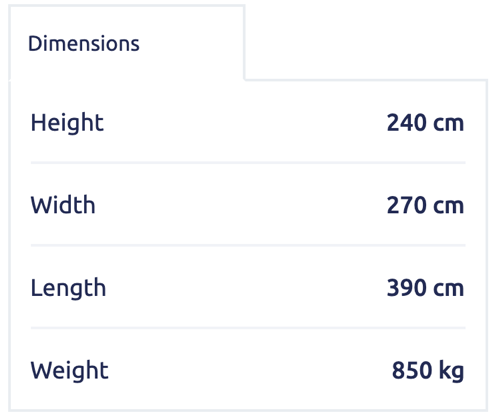 Dimensions
Height 240 cm
Width 270 cm
Length 390 cm
Weight 850 kg